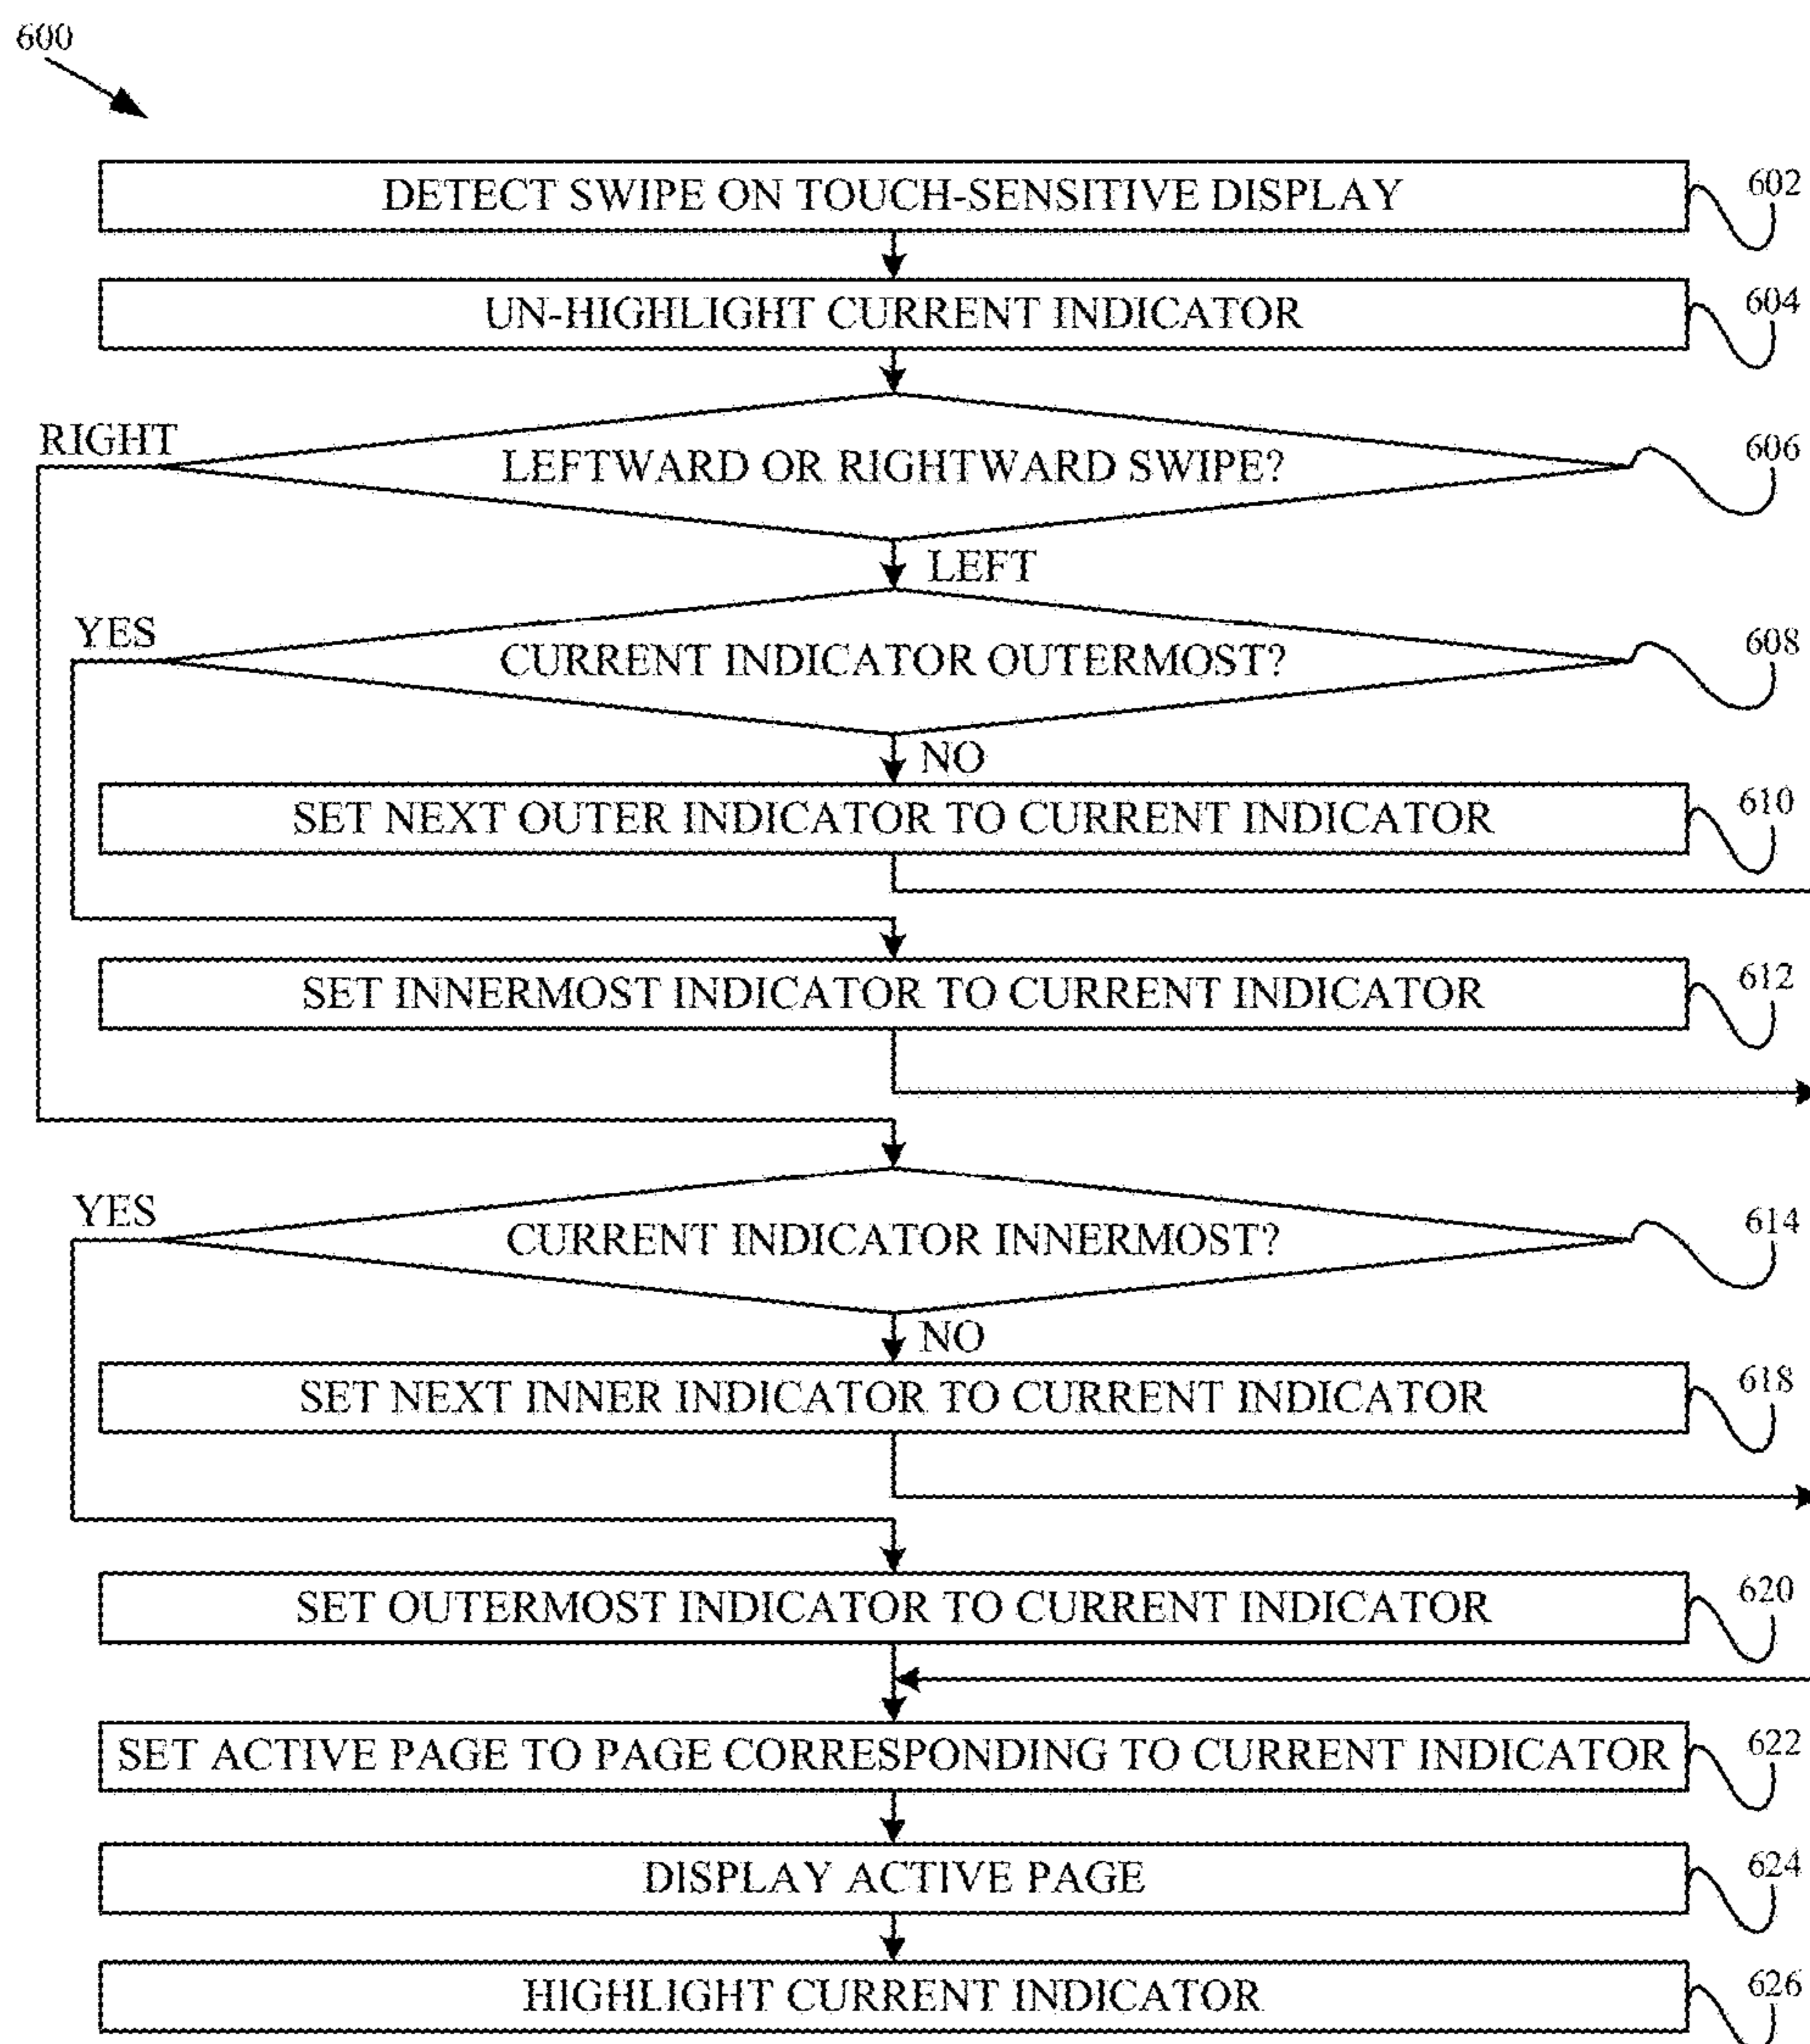 600
DETECT SWIPE ON TOUCH-SENSITIVE DISPLAY
602
UN-HIGHLIGHT CURRENT INDICATOR
604
RIGHT
LEFTWARD OR RIGHTWARD SWIPE?
606
LEFT
YES
CURRENT INDICATOR OUTERMOST?
608
NO
SET NEXT OUTER INDICATOR TO CURRENT INDICATOR
610
SET INNERMOST INDICATOR TO CURRENT INDICATOR
612
YES
CURRENT INDICATOR INNERMOST?
614
NO
SET NEXT INNER INDICATOR TO CURRENT INDICATOR
618
SET OUTERMOST INDICATOR TO CURRENT INDICATOR
620
SET ACTIVE PAGE TO PAGE CORRESPONDING TO CURRENT INDICATOR
622
DISPLAY ACTIVE PAGE
624
HIGHLIGHT CURRENT INDICATOR
626